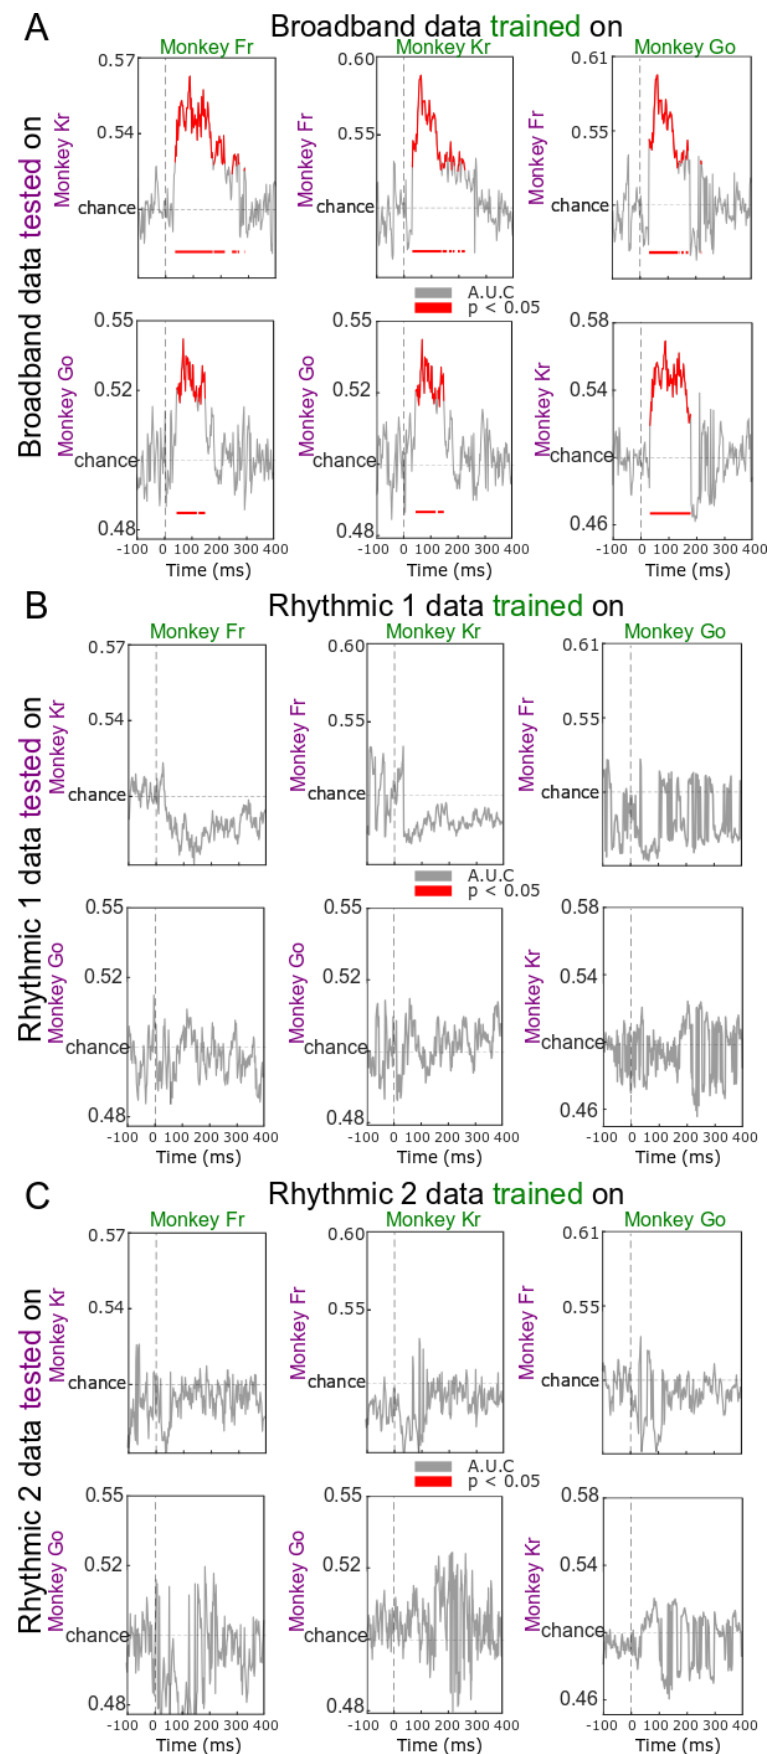 A
Broadband data trained on
Monkey Fr
Monkey Kr
Monkey Go
Broadband data tested on
Monkey Kr
0.57
0.54
chance
Monkey Fr
0.60
0.55
chance
Monkey Fr
0.61
0.55
chance
A.U.C
p < 0.05
Monkey Go
0.55
0.52
chance
0.48
-100 0 100 200 300 400
Time (ms)
Monkey Go
0.55
0.52
chance
0.48
-100 0 100 200 300 400
Time (ms)
Monkey Kr
0.58
0.54
chance
0.46
-100 0 100 200 300 400
Time (ms)
B
Rhythmic 1 data trained on
Monkey Fr
Monkey Kr
Monkey Go
Rhythmic 1 data tested on
Monkey Kr
0.57
0.54
chance
Monkey Fr
0.60
0.55
chance
Monkey Fr
0.61
0.55
chance
A.U.C
p < 0.05
Monkey Go
0.55
0.52
chance
0.48
-100 0 100 200 300 400
Time (ms)
Monkey Go
0.55
0.52
chance
0.48
-100 0 100 200 300 400
Time (ms)
Monkey Kr
0.58
0.54
chance
0.46
-100 0 100 200 300 400
Time (ms)
C
Rhythmic 2 data trained on
Monkey Fr
Monkey Kr
Monkey Go
Rhythmic 2 data tested on
Monkey Kr
0.57
0.54
chance
Monkey Fr
0.60
0.55
chance
Monkey Fr
0.61
0.55
chance
A.U.C
p < 0.05
Monkey Go
0.55
0.52
chance
0.48
-100 0 100 200 300 400
Time (ms)
Monkey Go
0.55
0.52
chance
0.48
-100 0 100 200 300 400
Time (ms)
Monkey Kr
0.58
0.54
chance
0.46
-100 0 100 200 300 400
Time (ms)